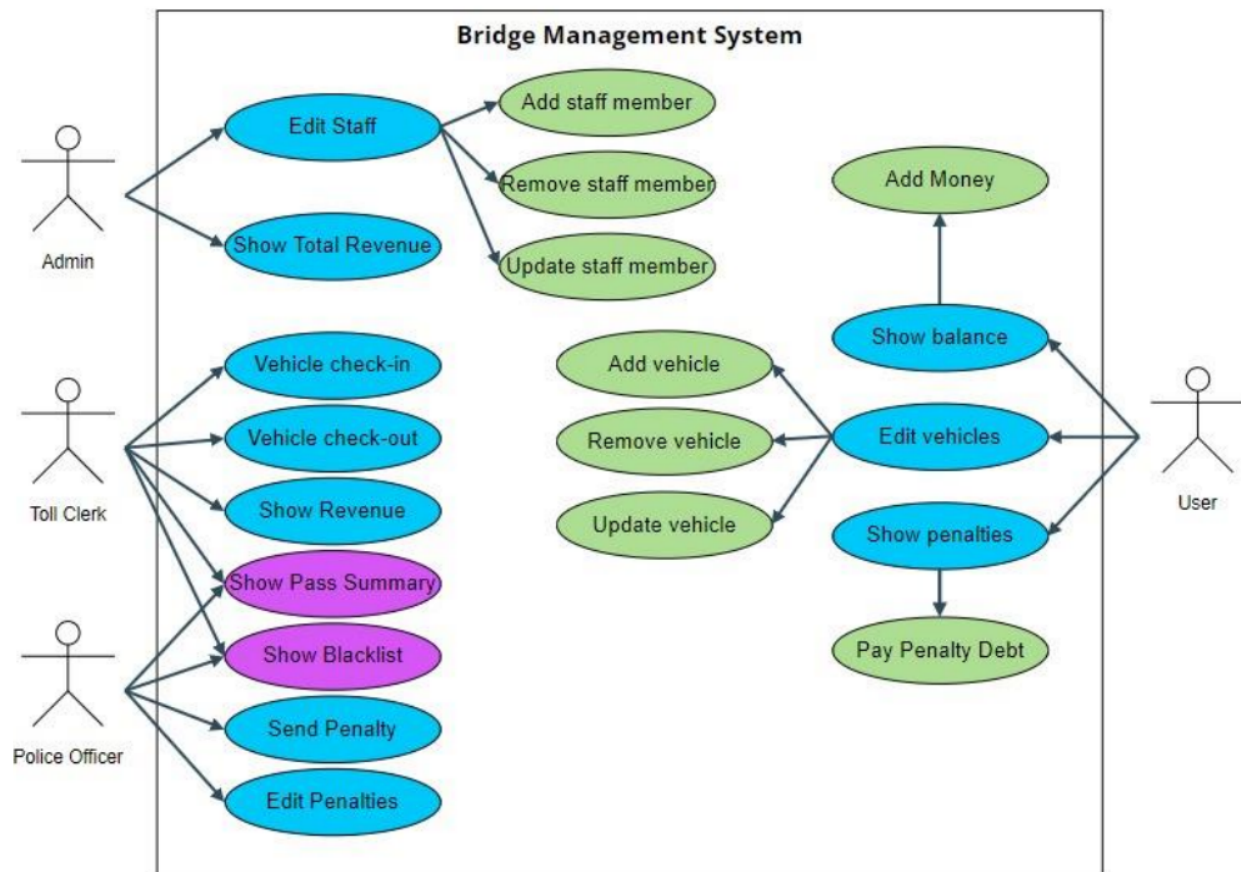 Bridge Management System
Edit Staff
Add staff member
Remove staff member
Update staff member
Show Total Revenue
Admin
Add Money
Show balance
Vehicle check-in
Vehicle check-out
Show Revenue
Toll Clerk
Add vehicle
Remove vehicle
Update vehicle
Edit vehicles
Show penalties
User
Show Pass Summary
Show Blacklist
Send Penalty
Edit Penalties
Police Officer
Pay Penalty Debt